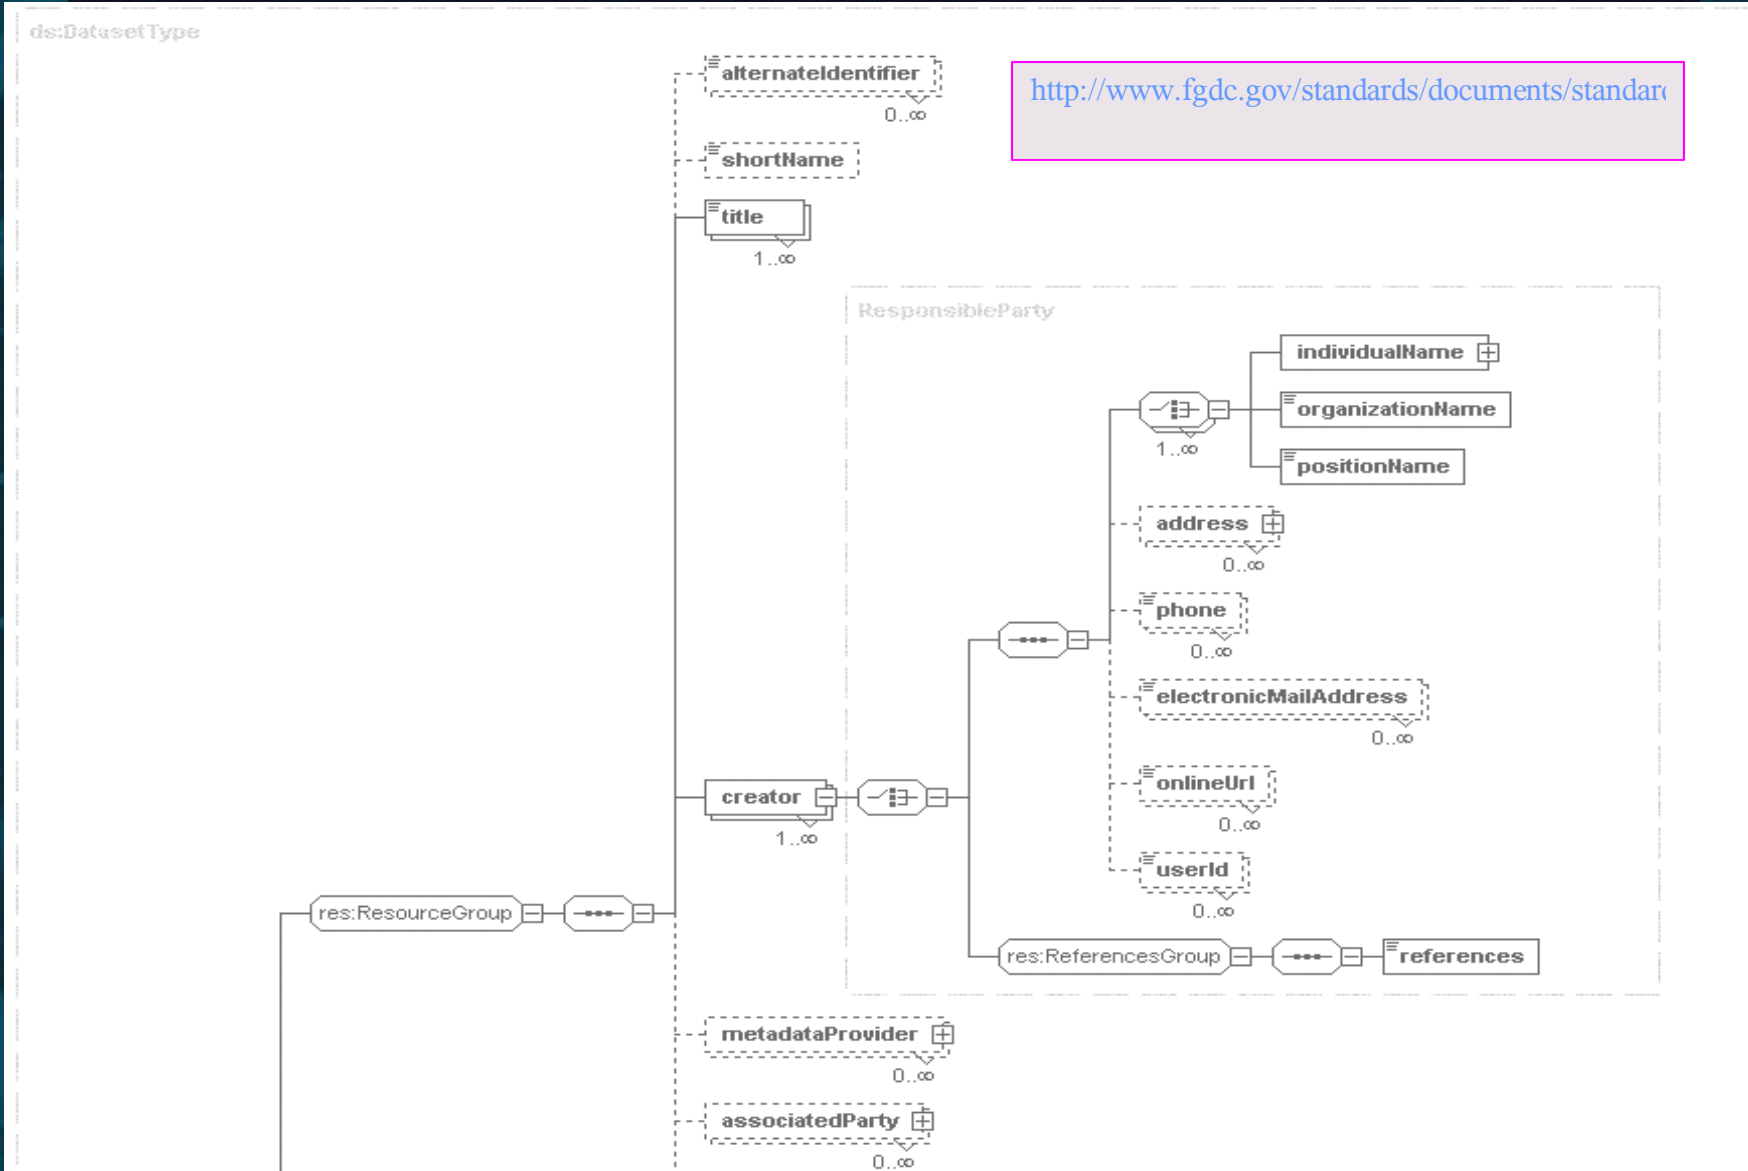 ds:DatasetType
alternateIdentifier
0..∞
http://www.fgdc.gov/standards/documents/standard
shortName
title
1..∞
ResponsibleParty
individualName
organizationName
1..∞
positionName
address
0..∞
phone
0..∞
electronicMailAddress
0..∞
onlineUrl
0..∞
creator
1..∞
userId
0..∞
res:ResourceGroup
res:ReferencesGroup
references
metadataProvider
0..∞
associatedParty
0..∞